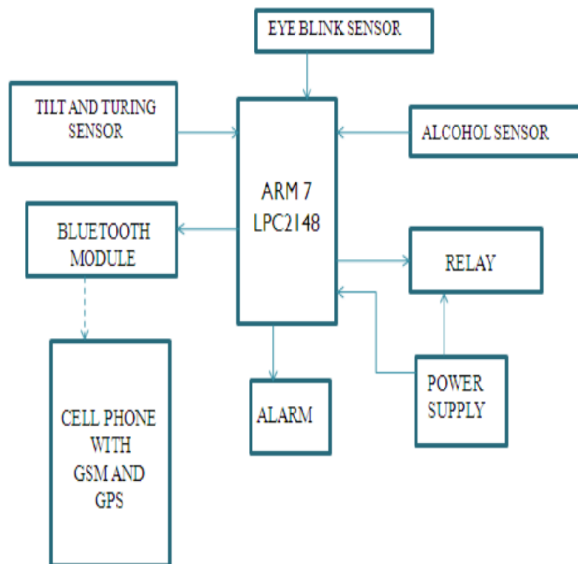 EYE BLINK SENSOR
TILT AND TURING
SENSOR
ALCOHOL SENSOR
ARM 7
LPC2148
BLUETOOTH
MODULE
RELAY
CELL PHONE
WITH
GSM AND
GPS
ALARM
POWER
SUPPLY